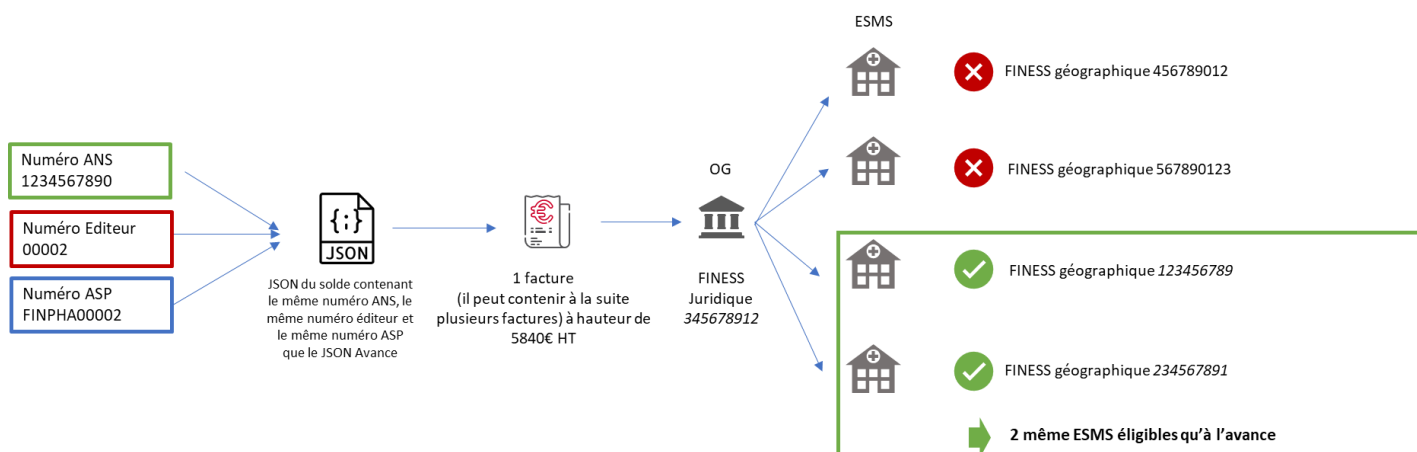 ESMS
FINESS géographique 456789012
FINESS géographique 567890123
Numéro ANS
1234567890
Numéro Editeur
00002
Numéro ASP
FINPHA00002
{;}
JSON
JSON du solde contenant
le même numéro ANS, le
même numéro éditeur et
le même numéro ASP
que le JSON Avance
€
1 facture
(il peut contenir à la suite
plusieurs factures) à hauteur de
5840€ HT
OG
FINESS
Juridique
345678912
FINESS géographique 123456789
FINESS géographique 234567891
2 même ESMS éligibles qu’à l’avance